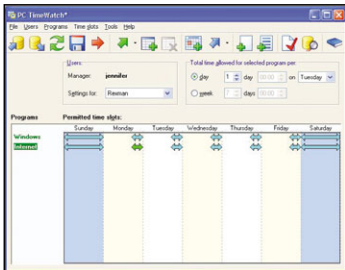 PC TimeWatch*
File Users Programs Time slots Tools Help
Users:
Manager: jennifer
Settings for: Rewman
Total time allowed for selected program per:
day 1 day 00:00 on Tuesday
week 7 days 00:00
Programs Permitted time slots:
Sunday Monday Tuesday Wednesday Thursday Friday Saturday
Windows
Internet